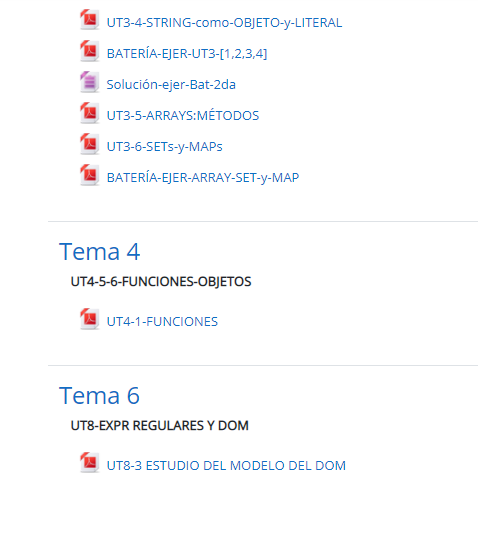 UT3-4-STRING-como-OBJETO-y-LITERAL
BATERÍA-EJER-UT3-[1,2,3,4]
Solución-ejer-Bat-2da
UT3-5-ARRAYS:MÉTODOS
UT3-6-SETs-y-MAPs
BATERÍA-EJER-ARRAY-SET-y-MAP
Tema 4
UT4-5-6-FUNCIONES-OBJETOS
UT4-1-FUNCIONES
Tema 6
UT8-EXPR REGULARES Y DOM
UT8-3 ESTUDIO DEL MODELO DEL DOM